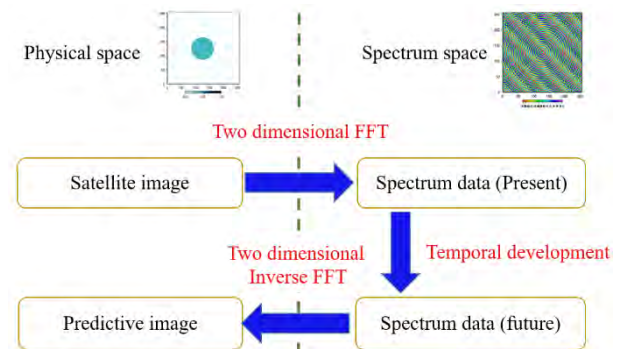 Physical space
Spectrum space
Two dimensional FFT
Satellite image
Spectrum data (Present)
Two dimensional
Inverse FFT
Temporal development
Predictive image
Spectrum data (future)